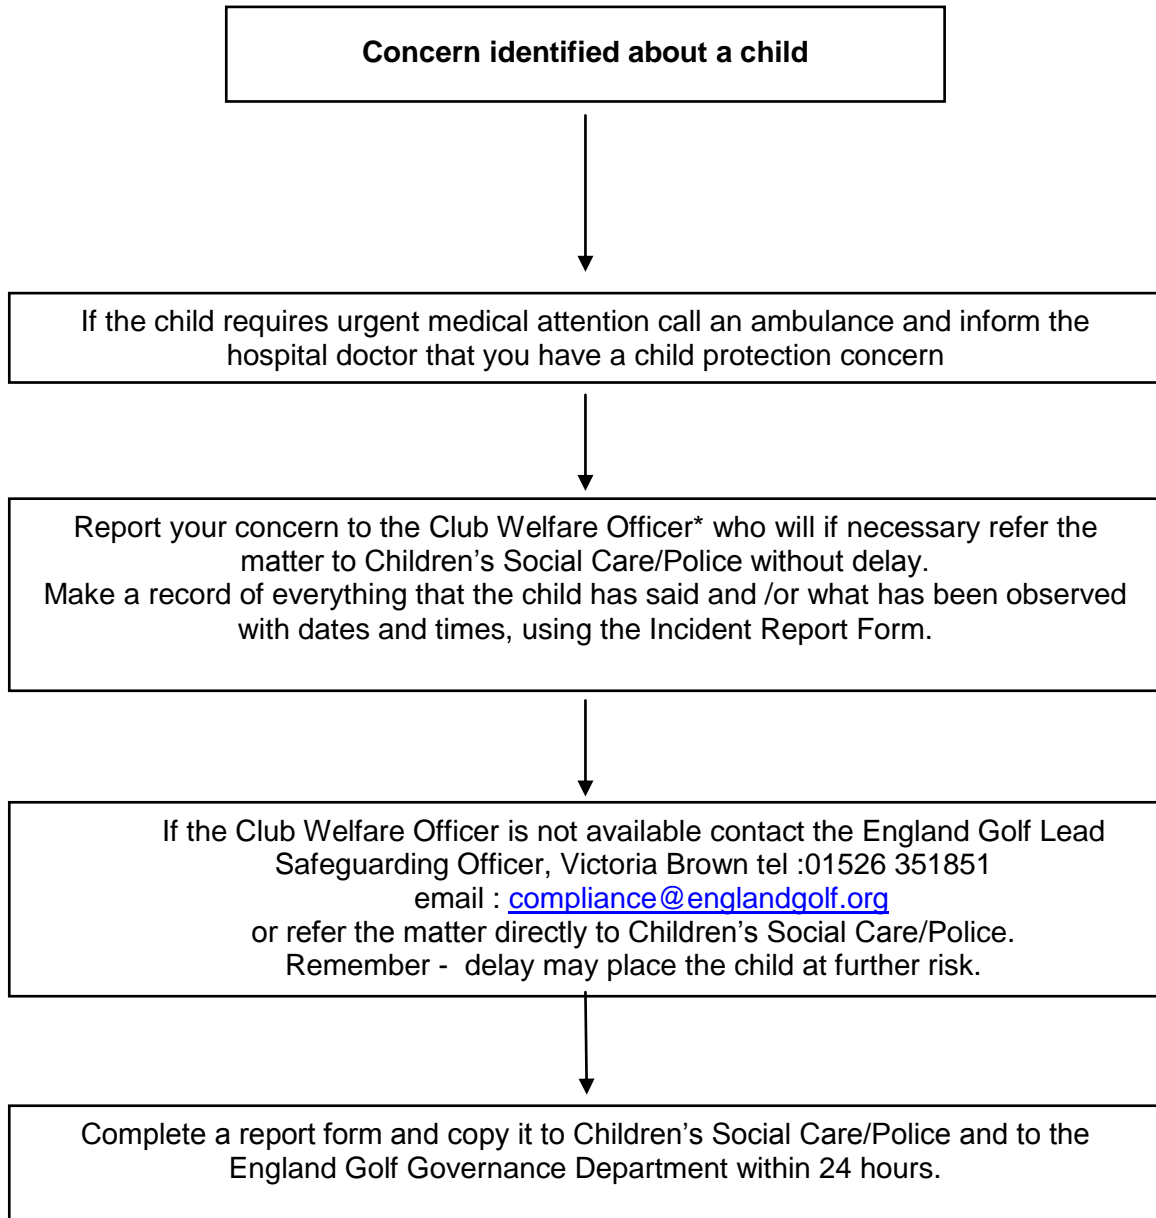 Concern identified about a child
If the child requires urgent medical attention call an ambulance and inform the
hospital doctor that you have a child protection concern
Report your concern to the Club Welfare Officer* who will if necessary refer the
matter to Children’s Social Care/Police without delay.
Make a record of everything that the child has said and /or what has been observed
with dates and times, using the Incident Report Form.
If the Club Welfare Officer is not available contact the England Golf Lead
Safeguarding Officer, Victoria Brown tel :01526 351851
email : compliance@englandgolf.org
or refer the matter directly to Children’s Social Care/Police.
Remember -  delay may place the child at further risk.
Complete a report form and copy it to Children’s Social Care/Police and to the
England Golf Governance Department within 24 hours.